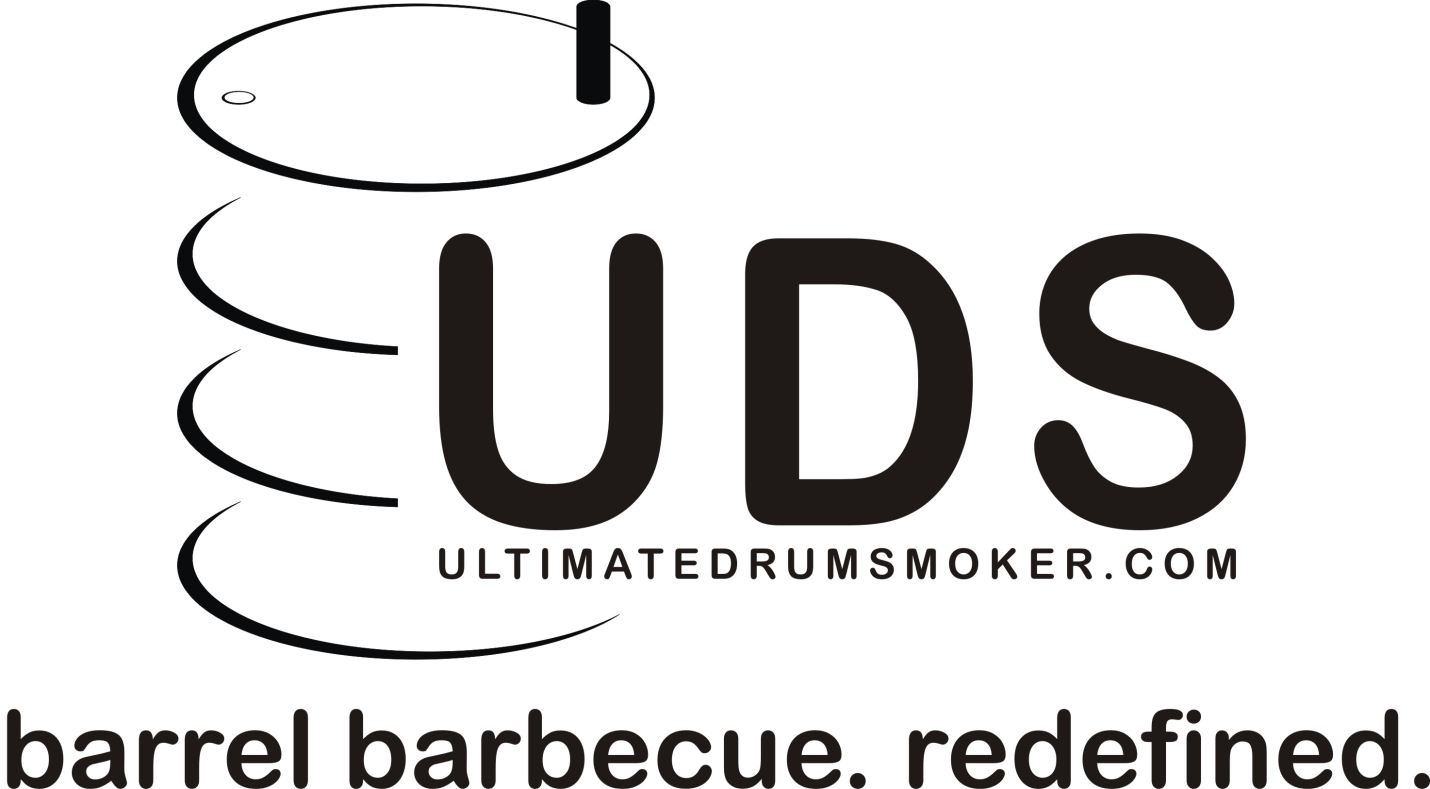 UDS
ULTIMATEDRUMSMOKER.COM
barrel barbecue. redefined.